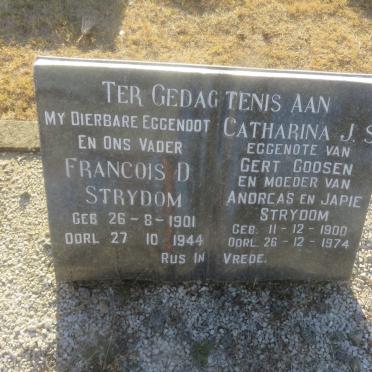 TER GEDAGTENIS AAN
MY DIERBARE EGGENOOT
EN ONS VADER
FRANCOIS D
STRYDOM
GEB 26-8-1901
OORL 27 10 1944
CATHARINA J. S
EGGENOTE VAN
GERT GOOSEN
EN MOEDER VAN
ANDREAS EN JAPIE
STRYDOM
GEB. 11-12-1900
OORL. 26-12-1974
RUS IN VREDE.